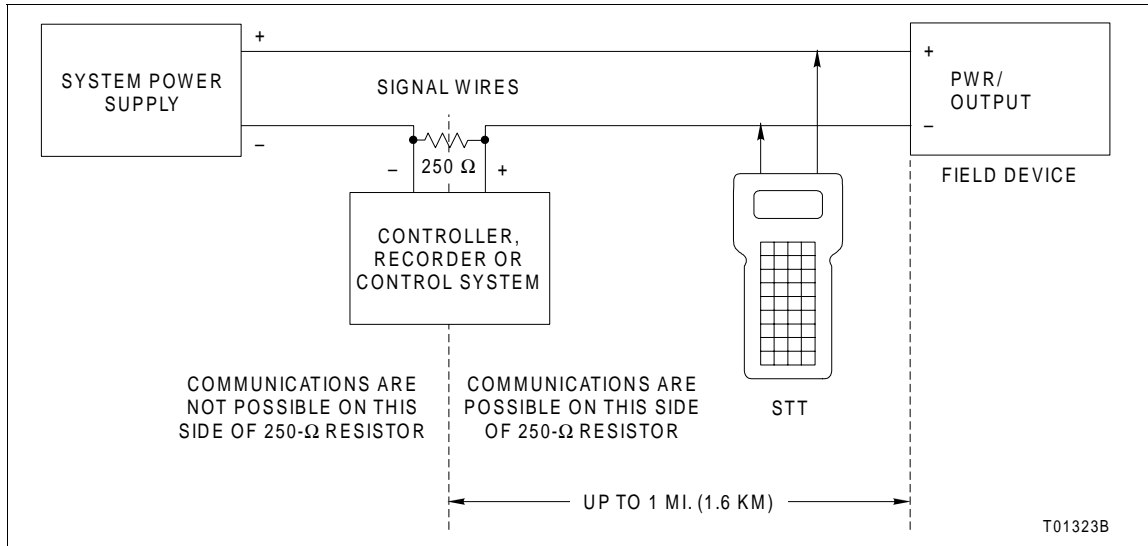 SYSTEM POWER
SUPPLY
+
–
SIGNAL WIRES
250 Ω
–
+
CONTROLLER,
RECORDER OR
CONTROL SYSTEM
+
PWR/
OUTPUT
–
FIELD DEVICE
COMMUNICATIONS ARE
NOT POSSIBLE ON THIS
SIDE OF 250-Ω RESISTOR
COMMUNICATIONS ARE
POSSIBLE ON THIS SIDE
OF 250-Ω RESISTOR
STT
UP TO 1 MI. (1.6 KM)
T01323B